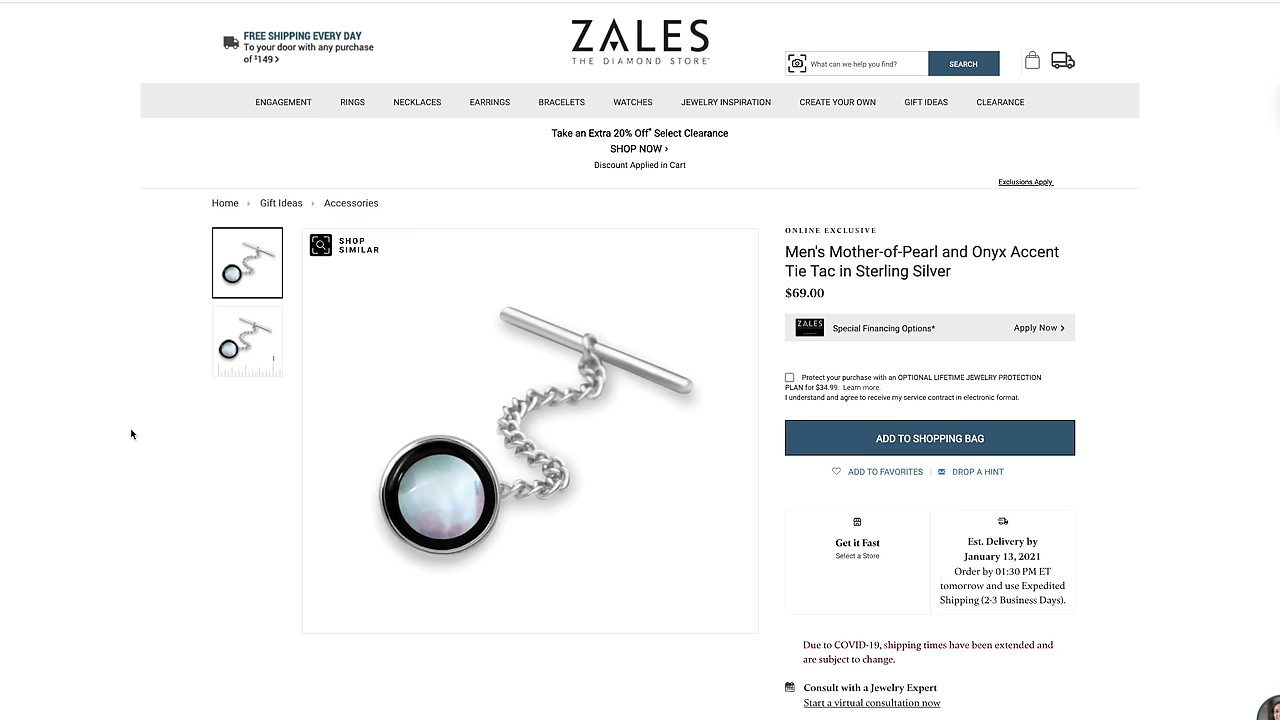 FREE SHIPPING EVERY DAY
To your door with any purchase
of $149 >
ZALES
THE DIAMOND STORE®
What can we help you find?
SEARCH
ENGAGEMENT RINGS NECKLACES EARRINGS BRACELETS WATCHES JEWELRY INSPIRATION CREATE YOUR OWN GIFT IDEAS CLEARANCE
Take an Extra 20% Off* Select Clearance
SHOP NOW ›
Discount Applied in Cart
Exclusions Apply
Home › Gift Ideas › Accessories
SHOP
SIMILAR
ONLINE EXCLUSIVE
Men's Mother-of-Pearl and Onyx Accent
Tie Tac in Sterling Silver
$69.00
ZALES
Special Financing Options*
Apply Now >
Protect your purchase with an OPTIONAL LIFETIME JEWELRY PROTECTION
PLAN for $34.99. Learn more.
I understand and agree to receive my service contract in electronic format.
ADD TO SHOPPING BAG
ADD TO FAVORITES | DROP A HINT
Get it Fast
Select a Store
Est. Delivery by
January 13, 2021
Order by 01:30 PM ET
tomorrow and use Expedited
Shipping (2-3 Business Days).
Due to COVID-19, shipping times have been extended and
are subject to change.
Consult with a Jewelry Expert
Start a virtual consultation now